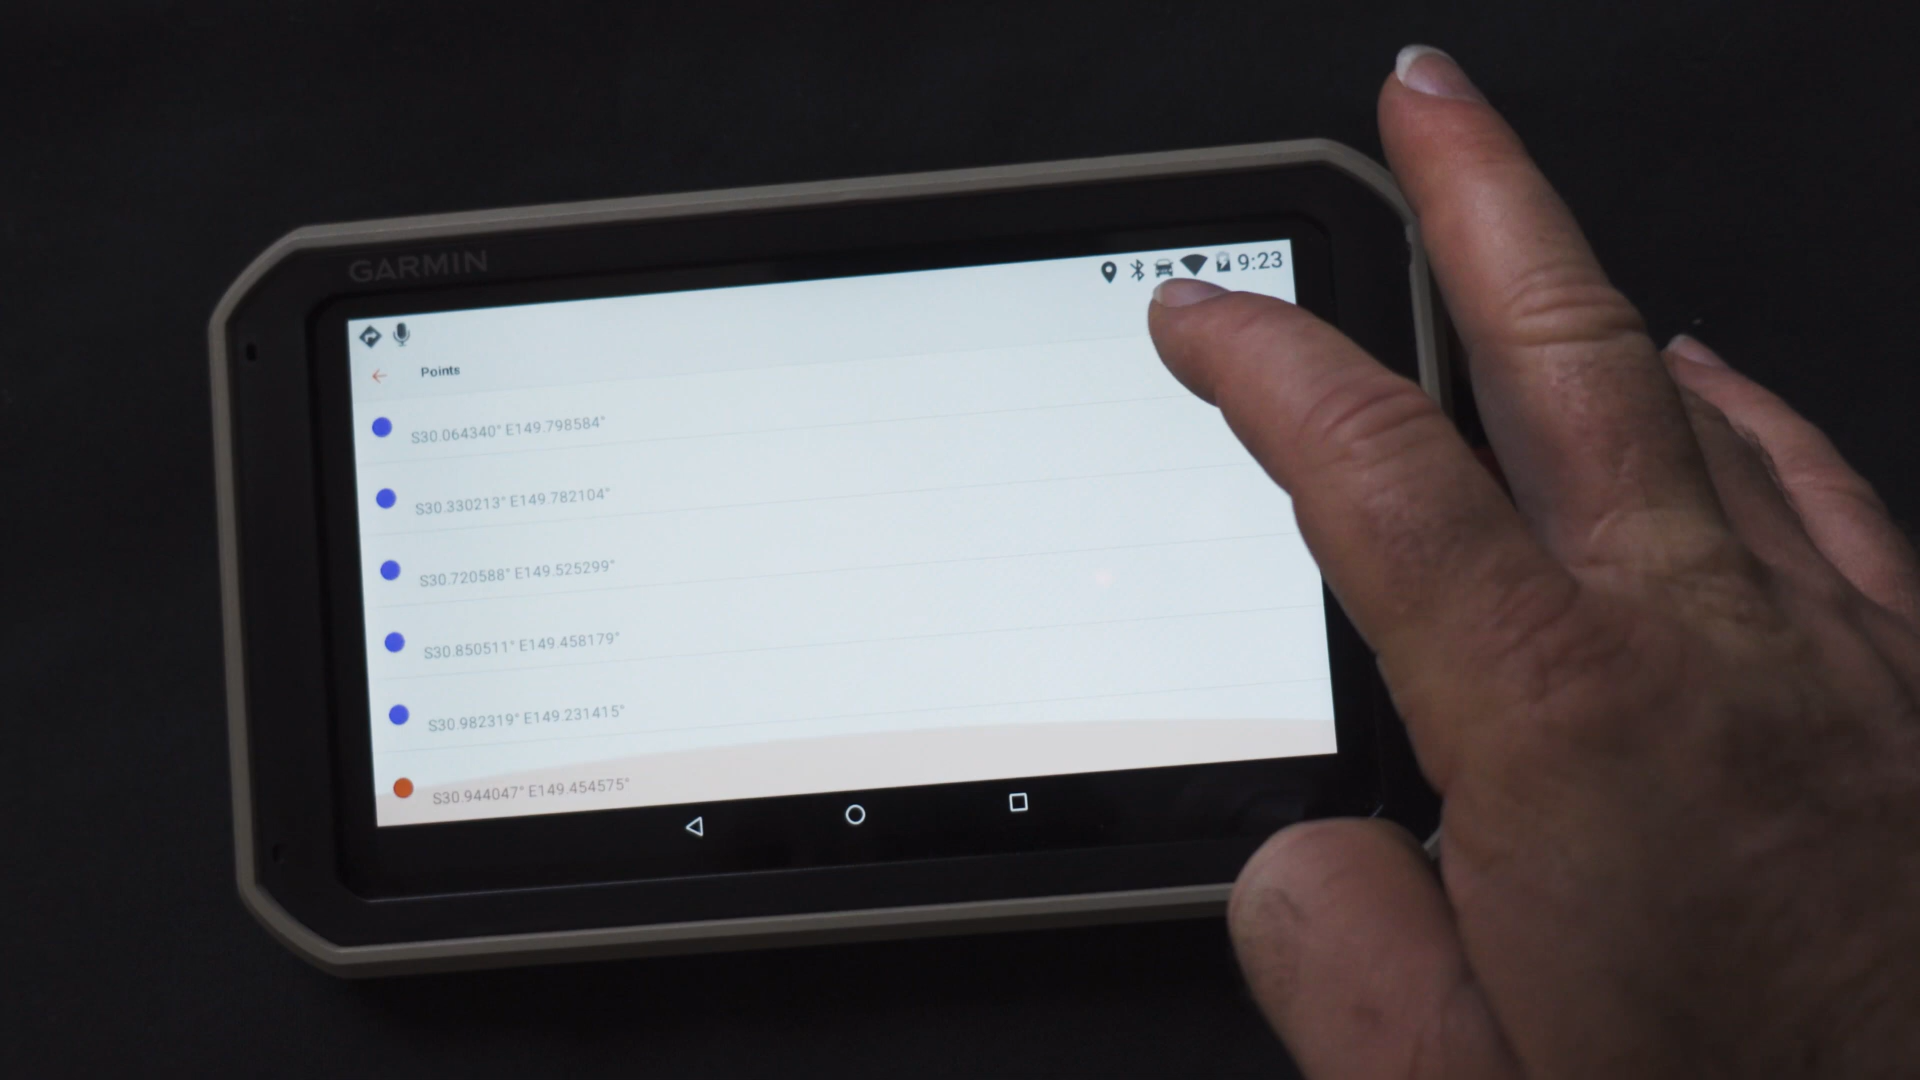 GARMIN
9:23
Points
S30.064340° E149.798584°
S30.330213° E149.782104°
S30.720588° E149.525299°
S30.850511° E149.458179°
S30.982319° E149.231415°
S30.944047° E149.454575°